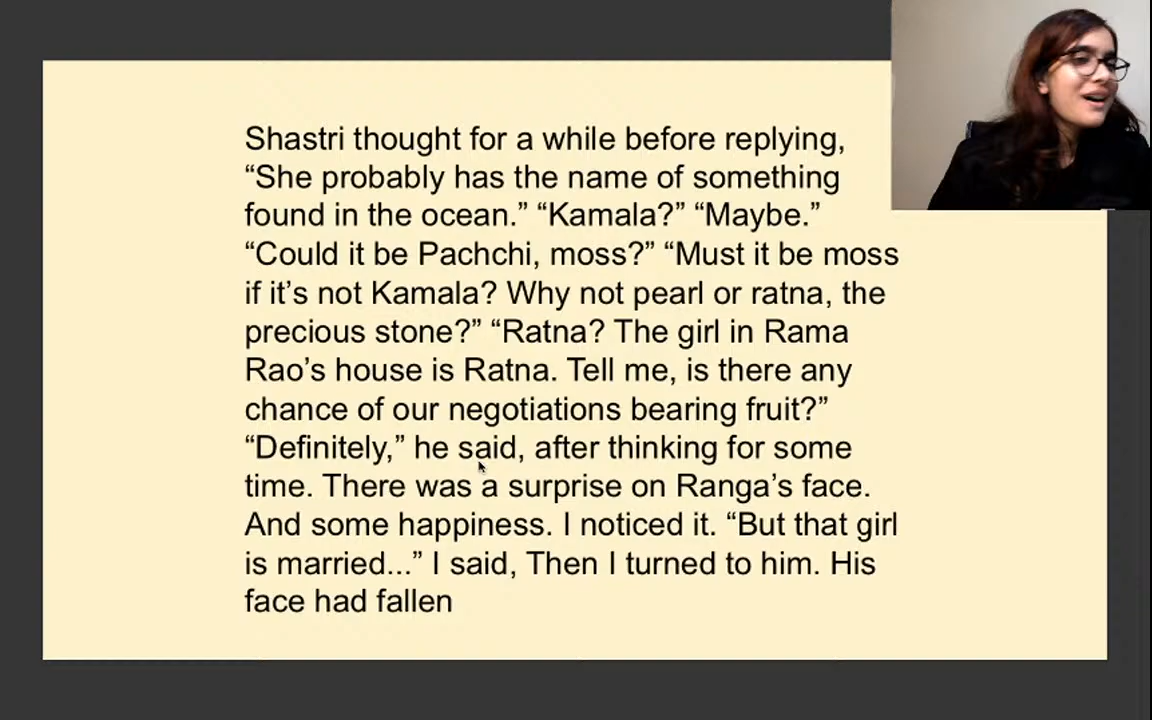 Shastri thought for a while before replying,
“She probably has the name of something
found in the ocean.” “Kamala?” “Maybe.”
“Could it be Pachchi, moss?” “Must it be moss
if it’s not Kamala? Why not pearl or ratna, the
precious stone?” “Ratna? The girl in Rama
Rao’s house is Ratna. Tell me, is there any
chance of our negotiations bearing fruit?”
“Definitely,” he said, after thinking for some
time. There was a surprise on Ranga’s face.
And some happiness. I noticed it. “But that girl
is married...” I said, Then I turned to him. His
face had fallen